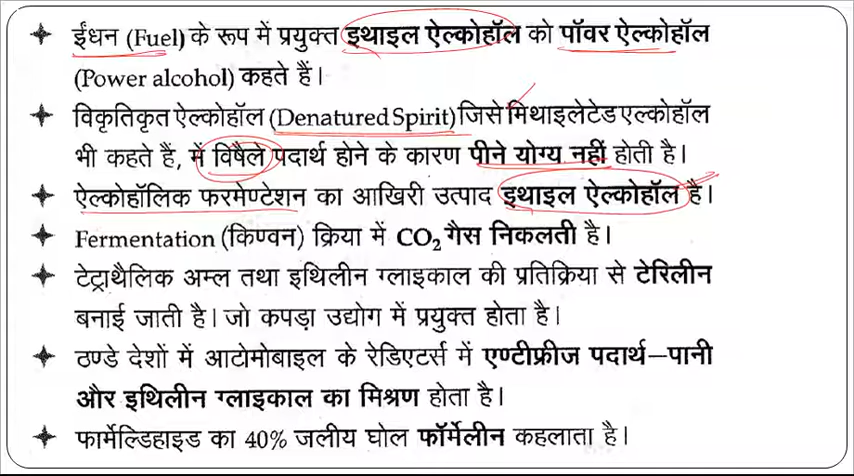 ईंधन (Fuel) के रूप में प्रयुक्त इथाइल ऐल्कोहॉल को पॉवर ऐल्कोहॉल
(Power alcohol) कहते हैं।
विकृतिकृत ऐल्कोहॉल (Denatured Spirit) जिसे मिथाइलेटेड एल्कोहॉल
भी कहते है, में विषैले पदार्थ होने के कारण पीने योग्य नहीं होती है।
ऐल्कोहॉलिक फरमेण्टेशन का आखिरी उत्पाद इथाइल ऐल्कोहॉल है।
Fermentation (किण्वन) क्रिया में CO₂ गैस निकलती है।
टेट्राथैलिक अम्ल तथा इथिलीन ग्लाइकाल की प्रतिक्रिया से टेरिलीन
बनाई जाती है। जो कपड़ा उद्योग में प्रयुक्त होता है।
ठण्डे देशों में आटोमोबाइल के रेडिएटर्स में एण्टीफ्रीज पदार्थ—पानी
और इथिलीन ग्लाइकाल का मिश्रण होता है।
फार्मेल्डिहाइड का 40% जलीय घोल फॉर्मेलीन कहलाता है।